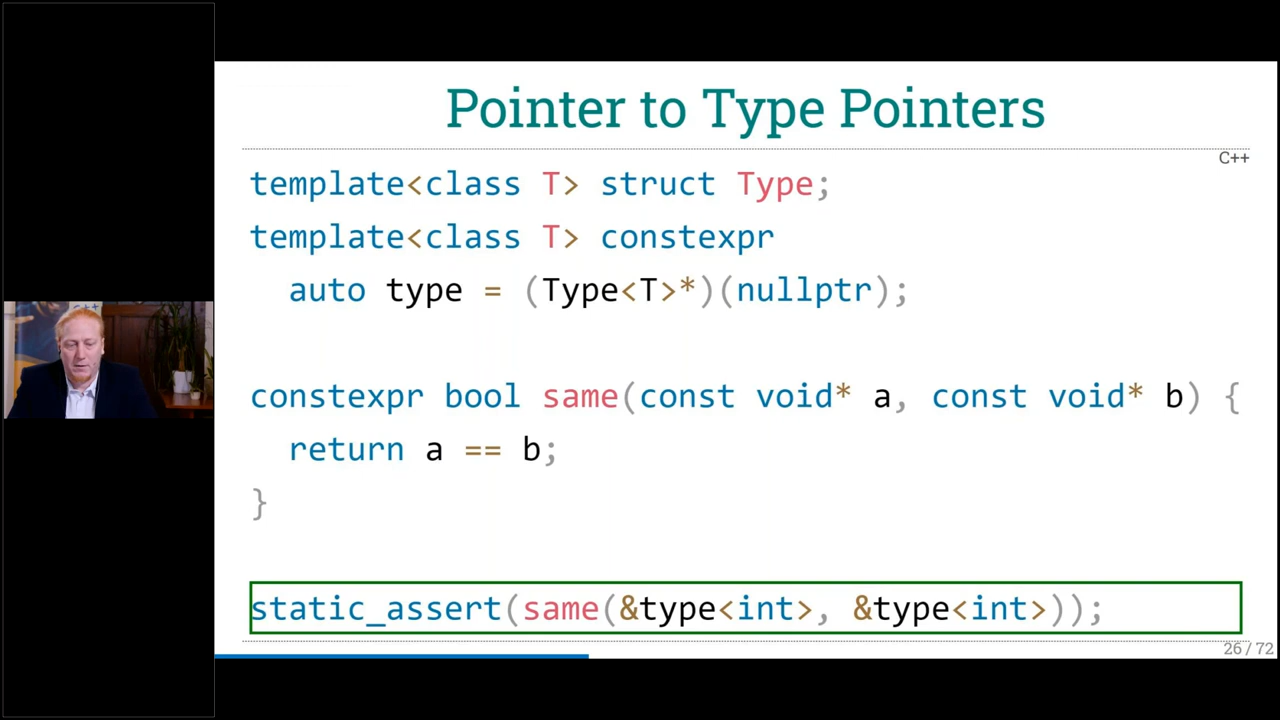 Pointer to Type Pointers
C++
template<class T> struct Type;
template<class T> constexpr
  auto type = (Type<T>*)(nullptr);
constexpr bool same(const void* a, const void* b) {
  return a == b;
}
static_assert(same(&type<int>, &type<int>));
26 / 72